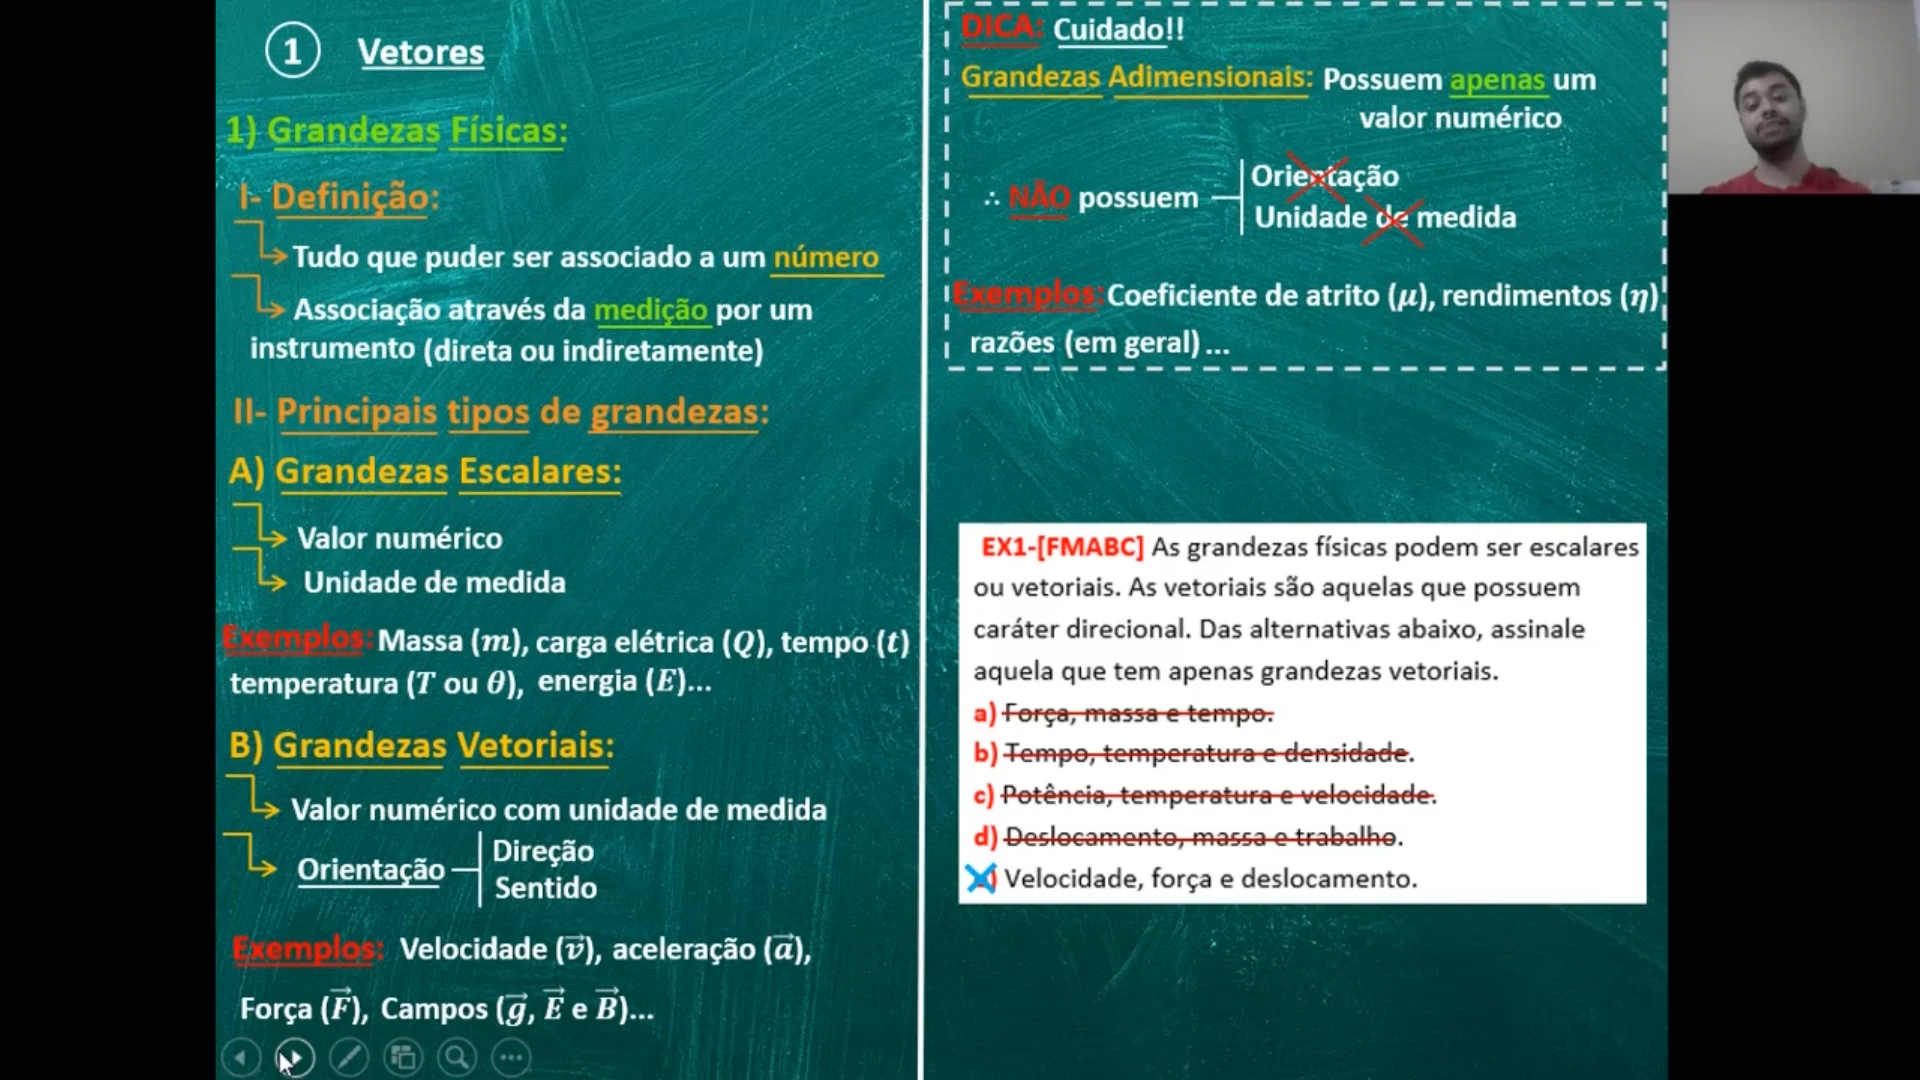 1 Vetores
1) Grandezas Físicas:
I- Definição:
Tudo que puder ser associado a um número
Associação através da medição por um
instrumento (direta ou indiretamente)
II- Principais tipos de grandezas:
A) Grandezas Escalares:
Valor numérico
Unidade de medida
Exemplos: Massa (m), carga elétrica (Q), tempo (t)
temperatura (T ou θ), energia (E)...
B) Grandezas Vetoriais:
Valor numérico com unidade de medida
Orientação
Direção
Sentido
Exemplos: Velocidade (v⃗), aceleração (a⃗),
Força (F⃗), Campos (g⃗, E⃗ e B⃗)...
DICA: Cuidado!!
Grandezas Adimensionais: Possuem apenas um
valor numérico
∴ NÃO possuem
Orientação
Unidade de medida
Exemplos: Coeficiente de atrito (μ), rendimentos (η)
razões (em geral) ...
EX1-[FMABC] As grandezas físicas podem ser escalares
ou vetoriais. As vetoriais são aquelas que possuem
caráter direcional. Das alternativas abaixo, assinale
aquela que tem apenas grandezas vetoriais.
a) Força, massa e tempo.
b) Tempo, temperatura e densidade.
c) Potência, temperatura e velocidade.
d) Deslocamento, massa e trabalho.
) Velocidade, força e deslocamento.